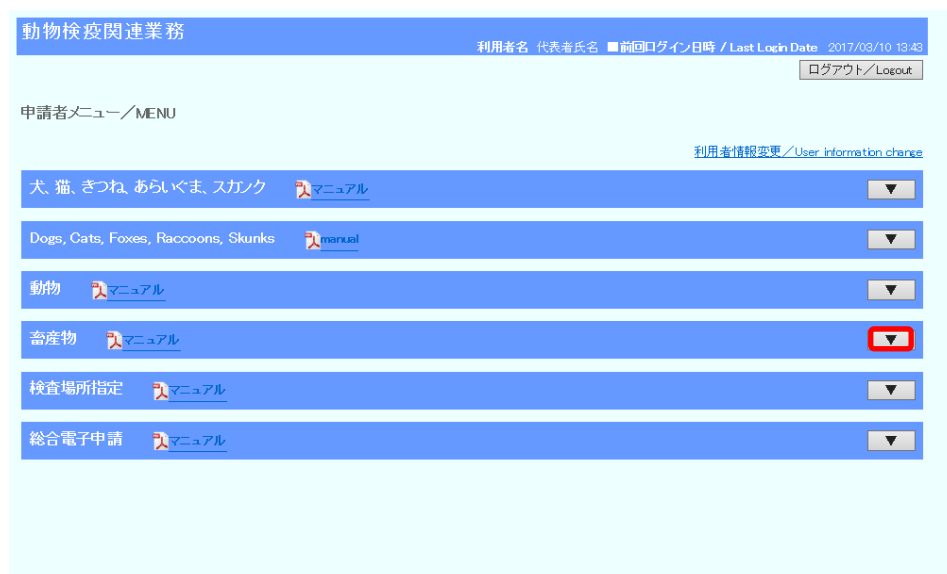 動物検疫関連業務
利用者名 代表者氏名 ■前回ログイン日時 / Last Login Date 2017/03/10 13:43
ログアウト/Logout
申請者メニュー/MENU
利用者情報変更/User information change
犬、猫、きつね、あらいぐま、スカンク マニュアル ▼
Dogs, Cats, Foxes, Raccoons, Skunks manual ▼
動物 マニュアル ▼
畜産物 マニュアル ▼
検査場所指定 マニュアル ▼
総合電子申請 マニュアル ▼